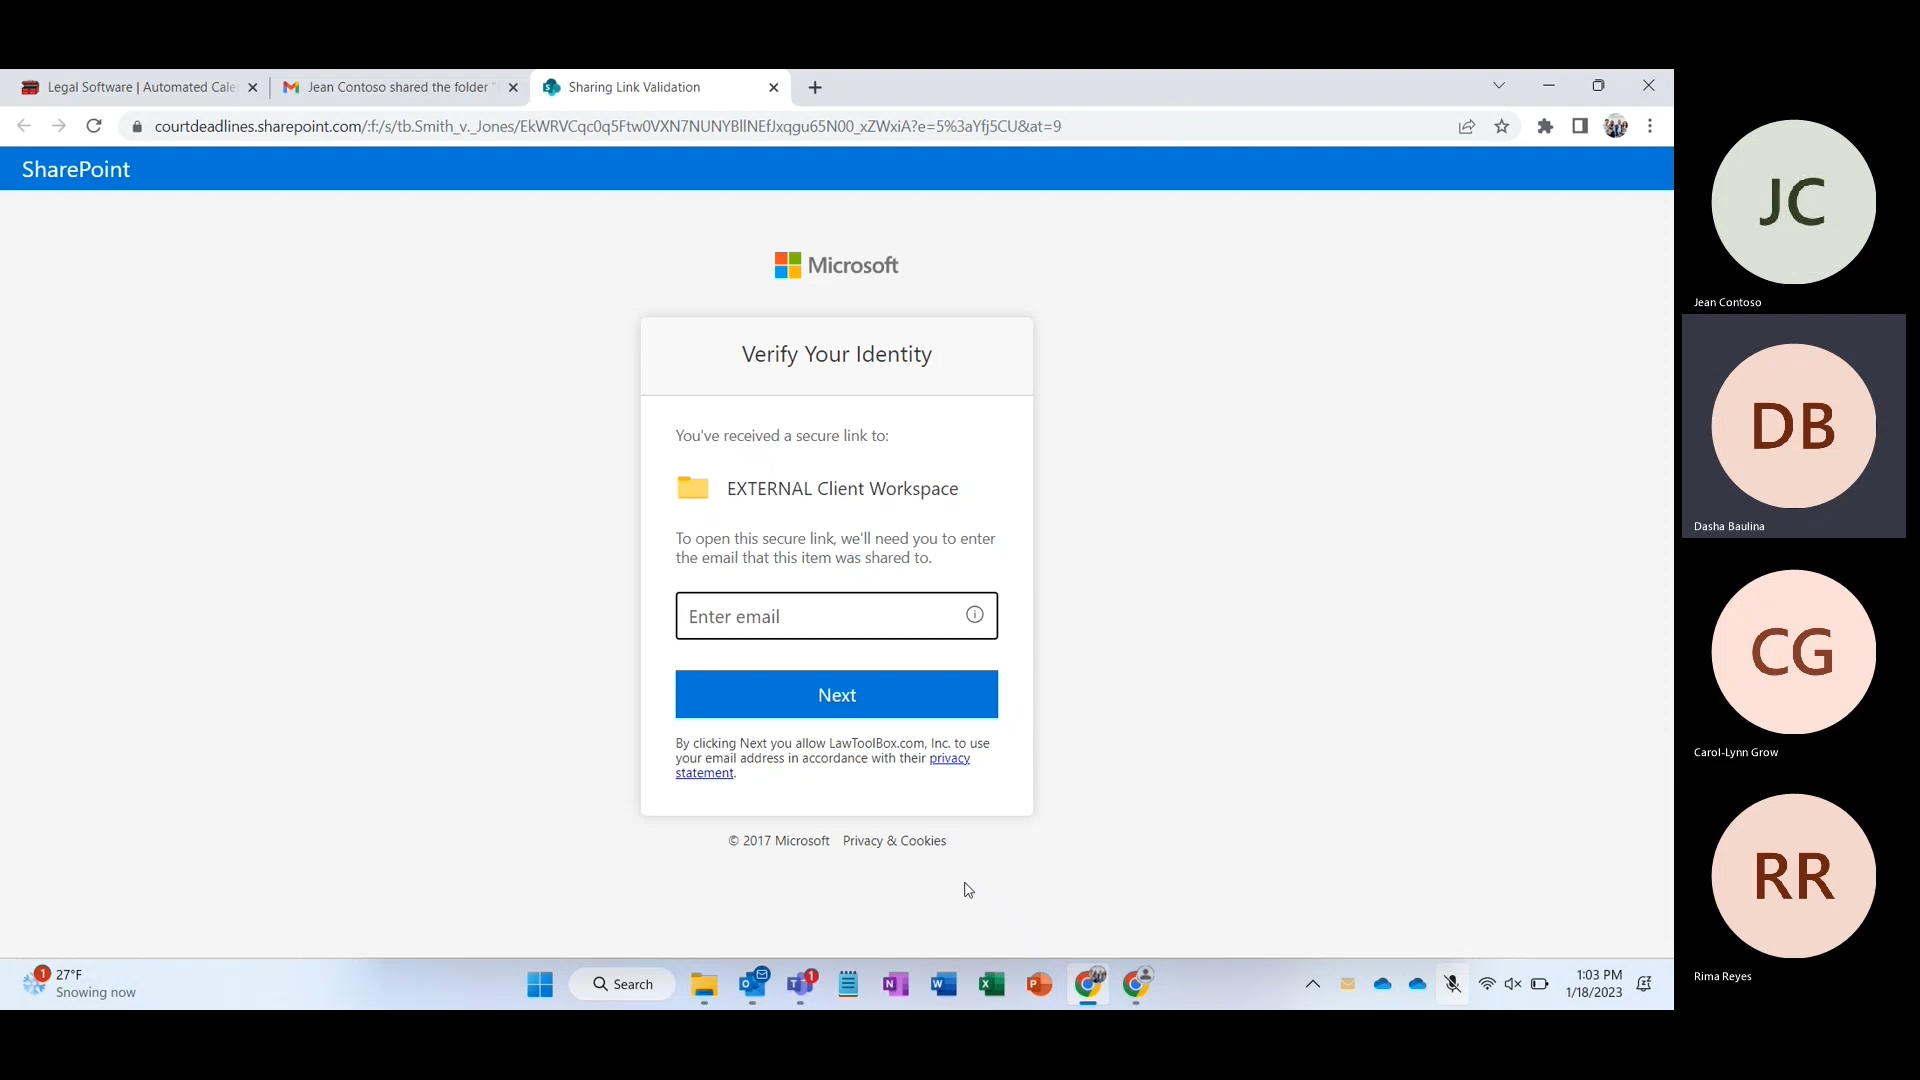 Legal Software | Automated Cale
Jean Contoso shared the folder "
Sharing Link Validation
courtdeadlines.sharepoint.com/:f:/s/tb.Smith_v._Jones/EkWRVCqc0q5Ftw0VXN7NUNYBllNEfJxqgu65N00_xZWxiA?e=5%3aYfj5CU&at=9
SharePoint
Microsoft
Verify Your Identity
You've received a secure link to:
EXTERNAL Client Workspace
To open this secure link, we'll need you to enter
the email that this item was shared to.
Enter email
Next
By clicking Next you allow LawToolBox.com, Inc. to use
your email address in accordance with their privacy
statement.
© 2017 Microsoft Privacy & Cookies
JC
Jean Contoso
DB
Dasha Baulina
CG
Carol-Lynn Grow
RR
Rima Reyes
1
27°F
Snowing now
Search
1
1:03 PM
1/18/2023